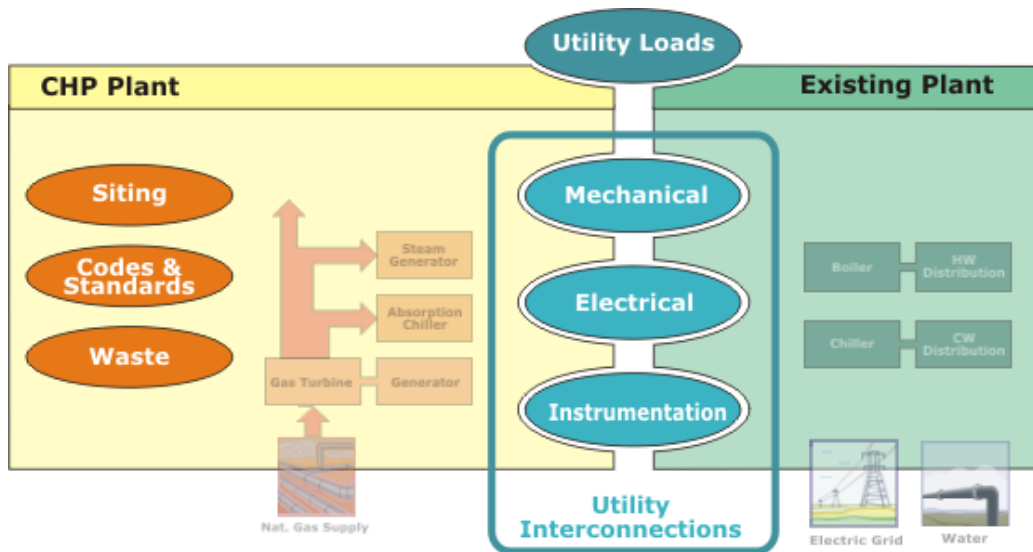 Utility Loads
CHP Plant
Existing Plant
Siting
Codes &
Standards
Waste
Steam
Generator
Absorption
Chiller
Gas Turbine
Generator
Nat. Gas Supply
Mechanical
Electrical
Instrumentation
Utility
Interconnections
Boiler
HW
Distribution
Chiller
CW
Distribution
Electric Grid
Water